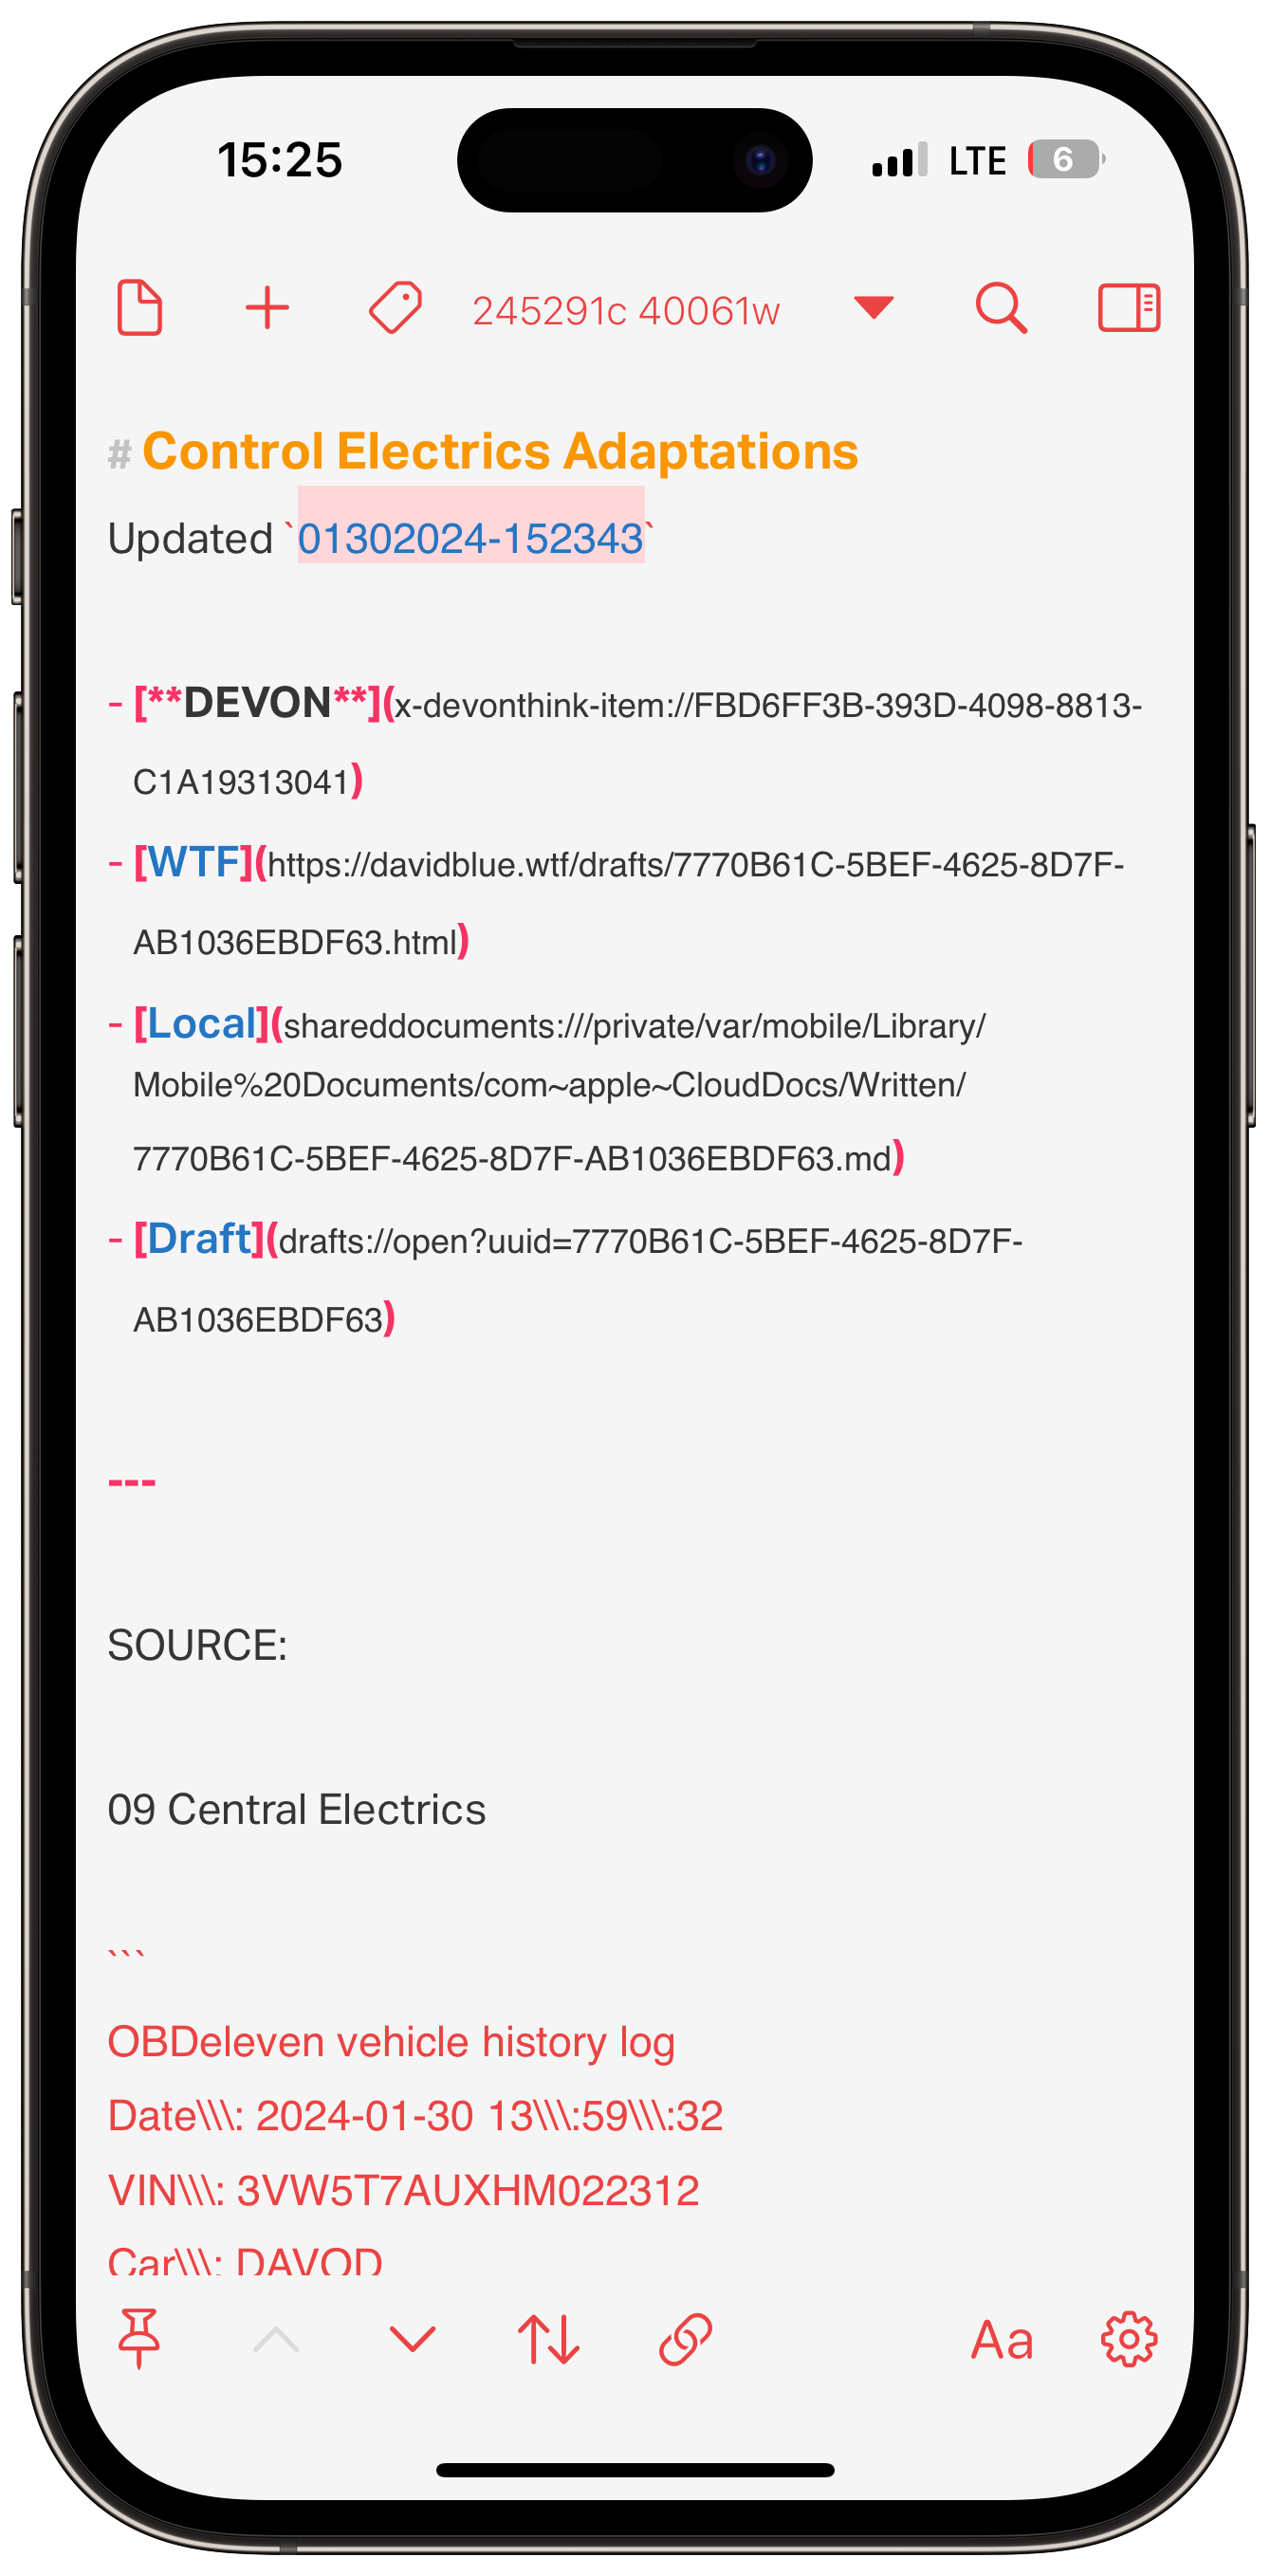 15:25 LTE 6
245291c 40061w
# Control Electrics Adaptations
Updated `01302024-152343`
- [**DEVON**](x-devonthink-item://FBD6FF3B-393D-4098-8813-
C1A19313041)
- [WTF](https://davidblue.wtf/drafts/7770B61C-5BEF-4625-8D7F-
AB1036EBDF63.html)
- [Local](shareddocuments:///private/var/mobile/Library/
Mobile%20Documents/com~apple~CloudDocs/Written/
7770B61C-5BEF-4625-8D7F-AB1036EBDF63.md)
- [Draft](drafts://open?uuid=7770B61C-5BEF-4625-8D7F-
AB1036EBDF63)
---
SOURCE:
09 Central Electrics
```
OBDeleven vehicle history log
Date\\\: 2024-01-30 13\\\:59\\\:32
VIN\\\: 3VW5T7AUXHM022312
Car\\\: DAVOD
Aa